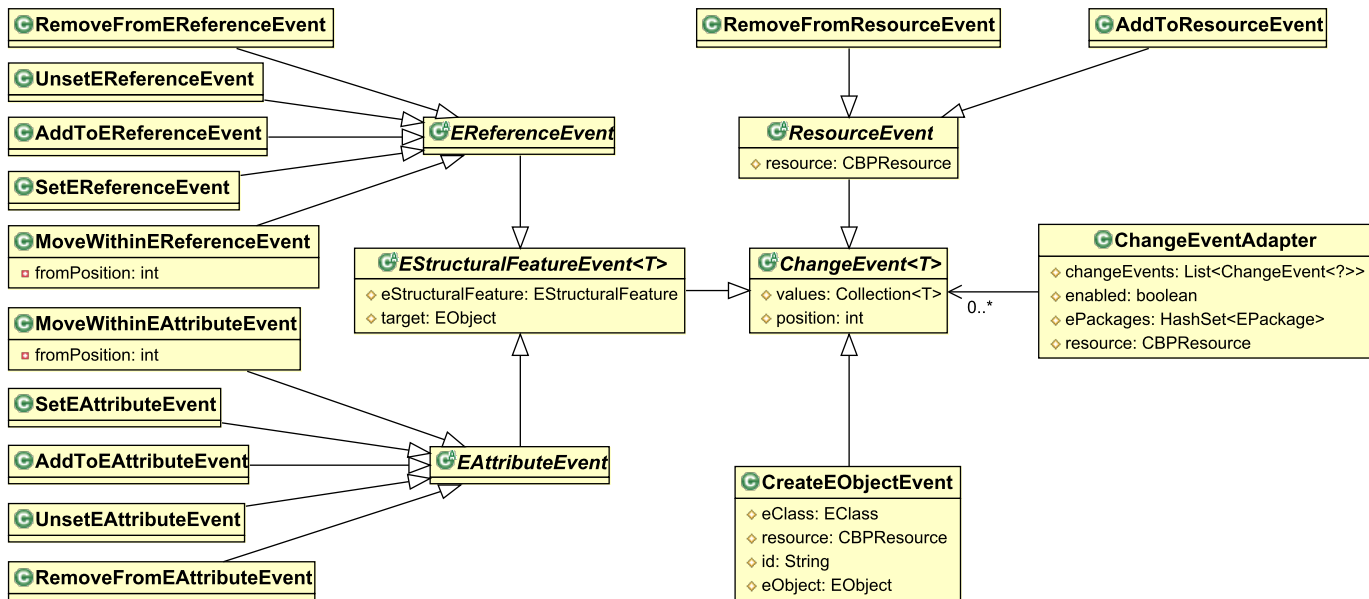 RemoveFromEReferenceEvent
UnsetEReferenceEvent
AddToEReferenceEvent
SetEReferenceEvent
MoveWithinEReferenceEvent
fromPosition: int
MoveWithinEAttributeEvent
fromPosition: int
SetEAttributeEvent
AddToEAttributeEvent
UnsetEAttributeEvent
RemoveFromEAttributeEvent
EReferenceEvent
EStructuralFeatureEvent<T>
eStructuralFeature: EStructuralFeature
target: EObject
EAttributeEvent
RemoveFromResourceEvent
AddToResourceEvent
ResourceEvent
resource: CBPResource
ChangeEvent<T>
values: Collection<T>
position: int
0..*
ChangeEventAdapter
changeEvents: List<ChangeEvent<?>>
enabled: boolean
ePackages: HashSet<EPackage>
resource: CBPResource
CreateEObjectEvent
eClass: EClass
resource: CBPResource
id: String
eObject: EObject